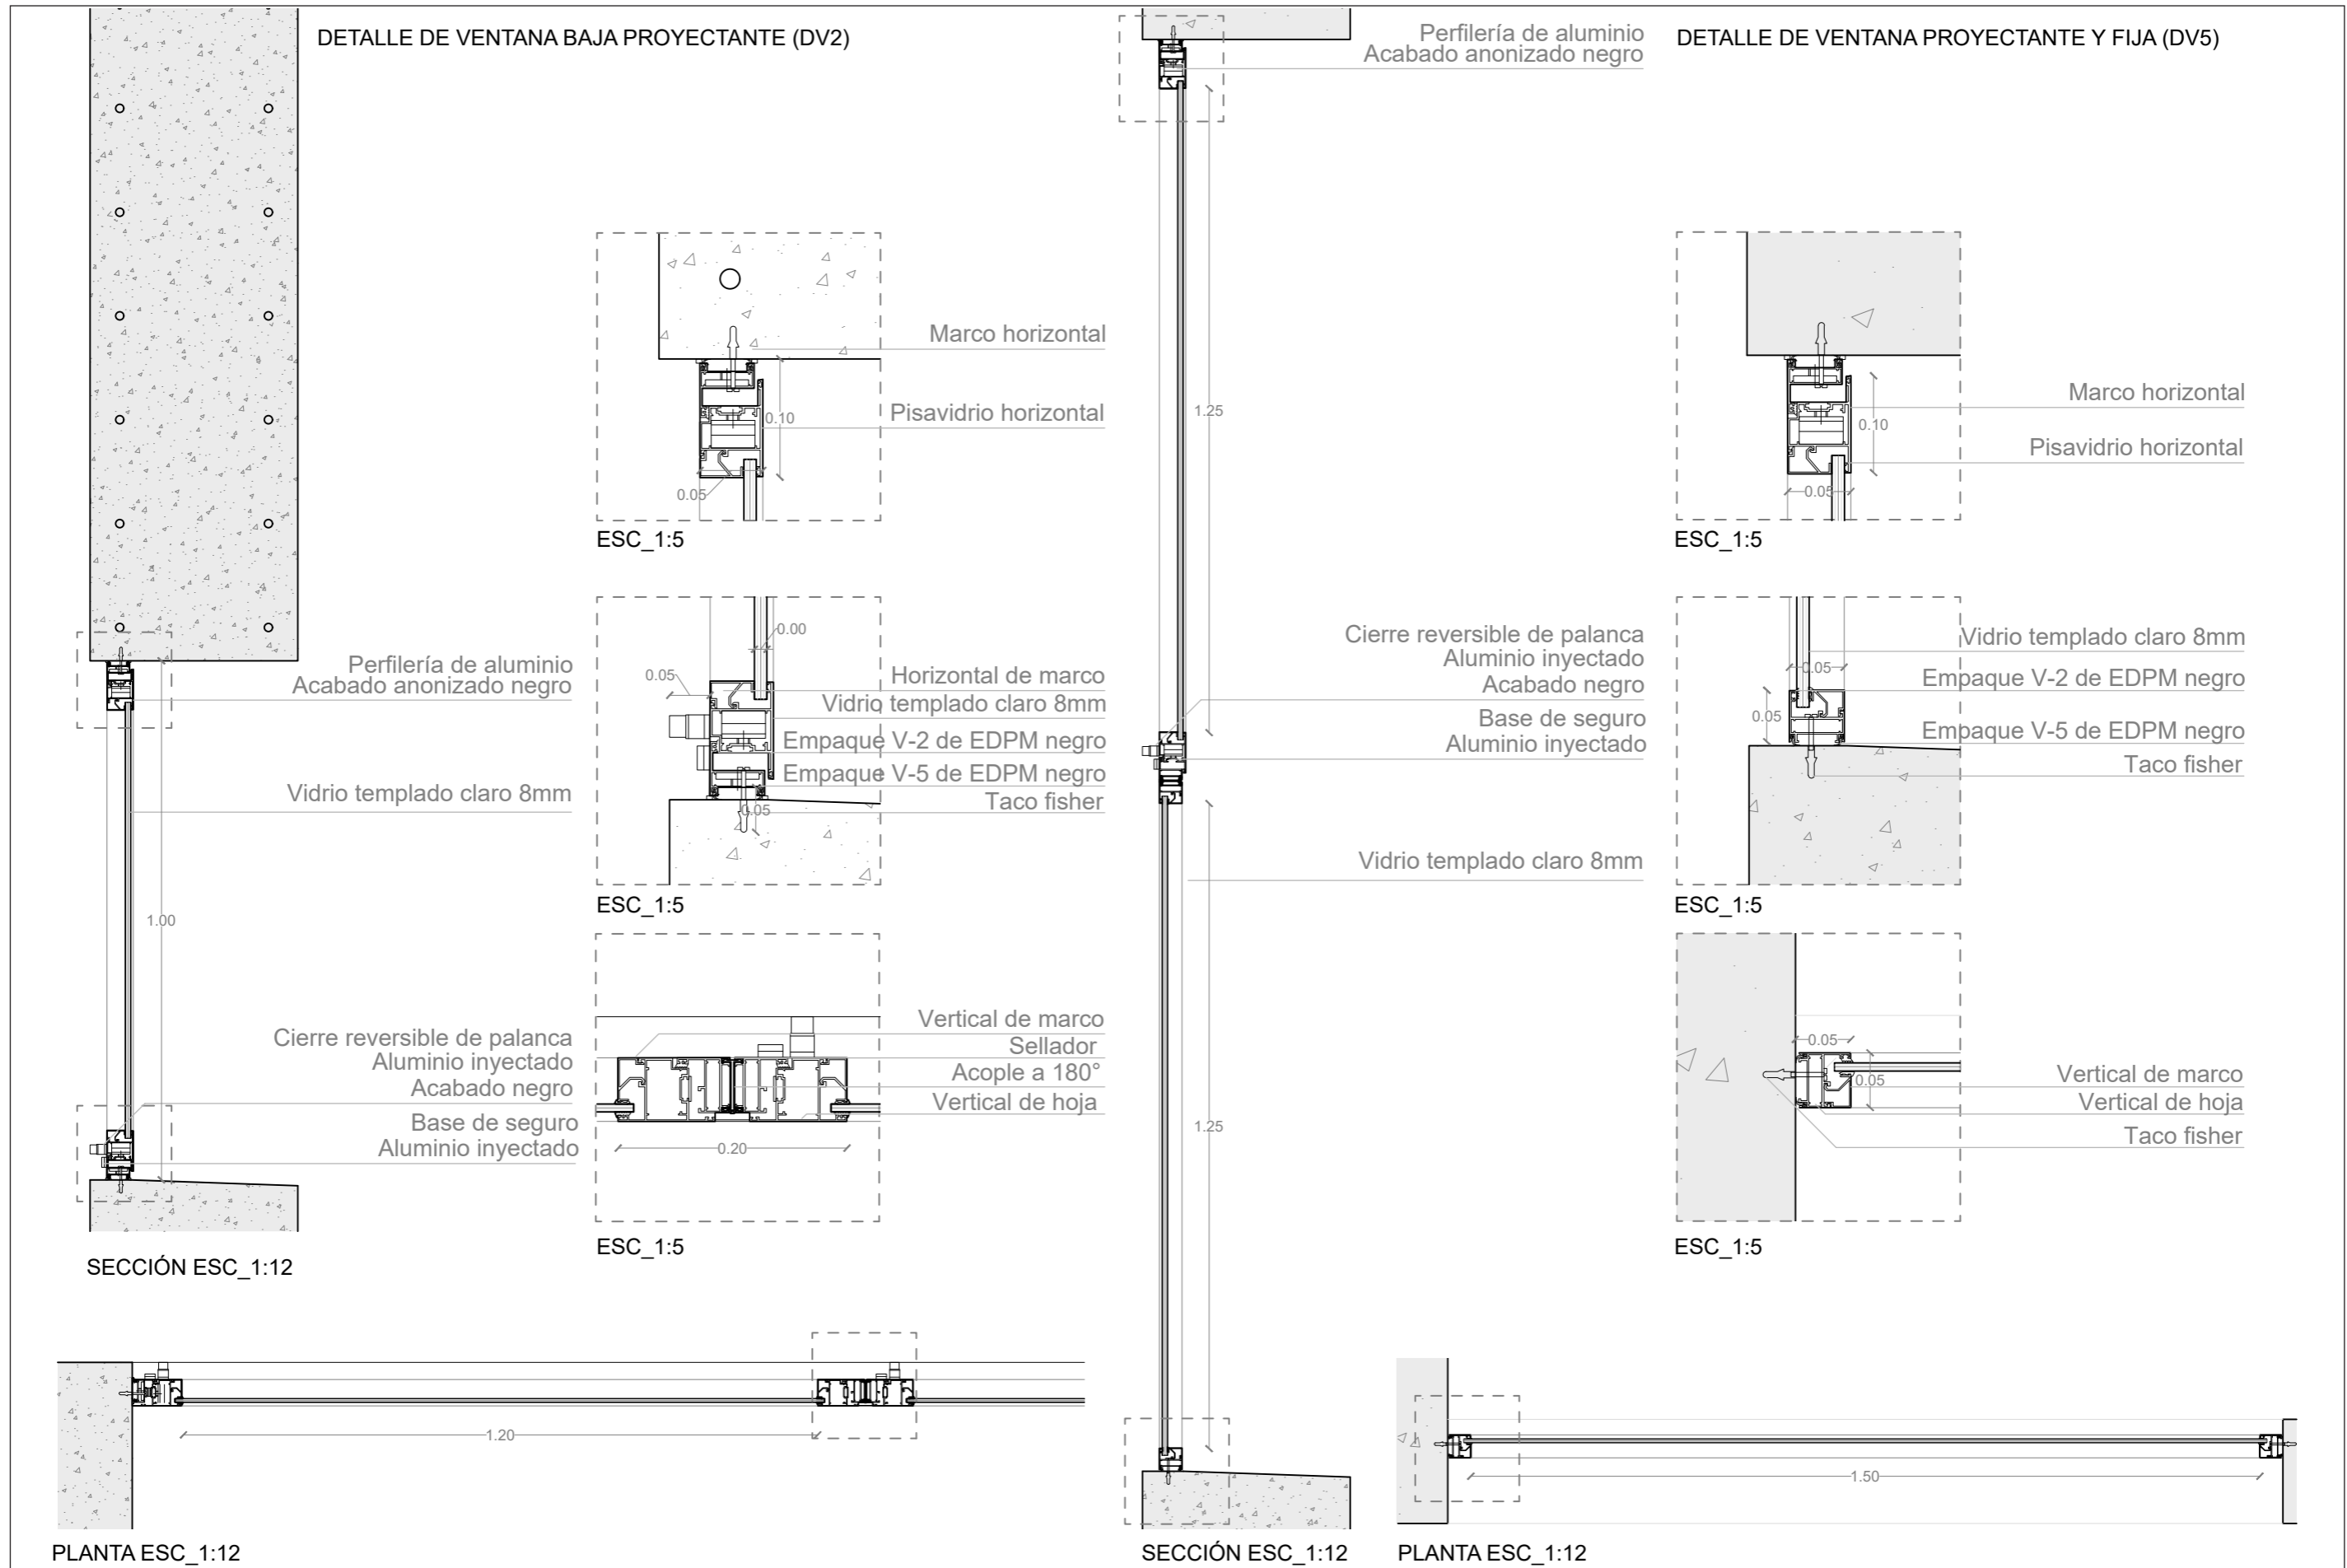 DETALLE DE VENTANA BAJA PROYECTANTE (DV2)
Marco horizontal
Pisavidrio horizontal
0.10
0.05
ESC_1:5
Perfilería de aluminio
Acabado anonizado negro
Vidrio templado claro 8mm
1.00
Cierre reversible de palanca
Aluminio inyectado
Acabado negro
Base de seguro
Aluminio inyectado
SECCIÓN ESC_1:12
0.00
0.05
Horizontal de marco
Vidrio templado claro 8mm
Empaque V-2 de EDPM negro
Empaque V-5 de EDPM negro
Taco fisher
0.05
ESC_1:5
Vertical de marco
Sellador
Acople a 180°
Vertical de hoja
0.20
ESC_1:5
1.20
PLANTA ESC_1:12
DETALLE DE VENTANA PROYECTANTE Y FIJA (DV5)
Perfilería de aluminio
Acabado anonizado negro
1.25
Cierre reversible de palanca
Aluminio inyectado
Acabado negro
Base de seguro
Aluminio inyectado
Vidrio templado claro 8mm
1.25
SECCIÓN ESC_1:12
Marco horizontal
0.10
Pisavidrio horizontal
0.05
ESC_1:5
Vidrio templado claro 8mm
0.05
Empaque V-2 de EDPM negro
0.05
Empaque V-5 de EDPM negro
Taco fisher
ESC_1:5
0.05
0.05
Vertical de marco
Vertical de hoja
Taco fisher
ESC_1:5
1.50
PLANTA ESC_1:12